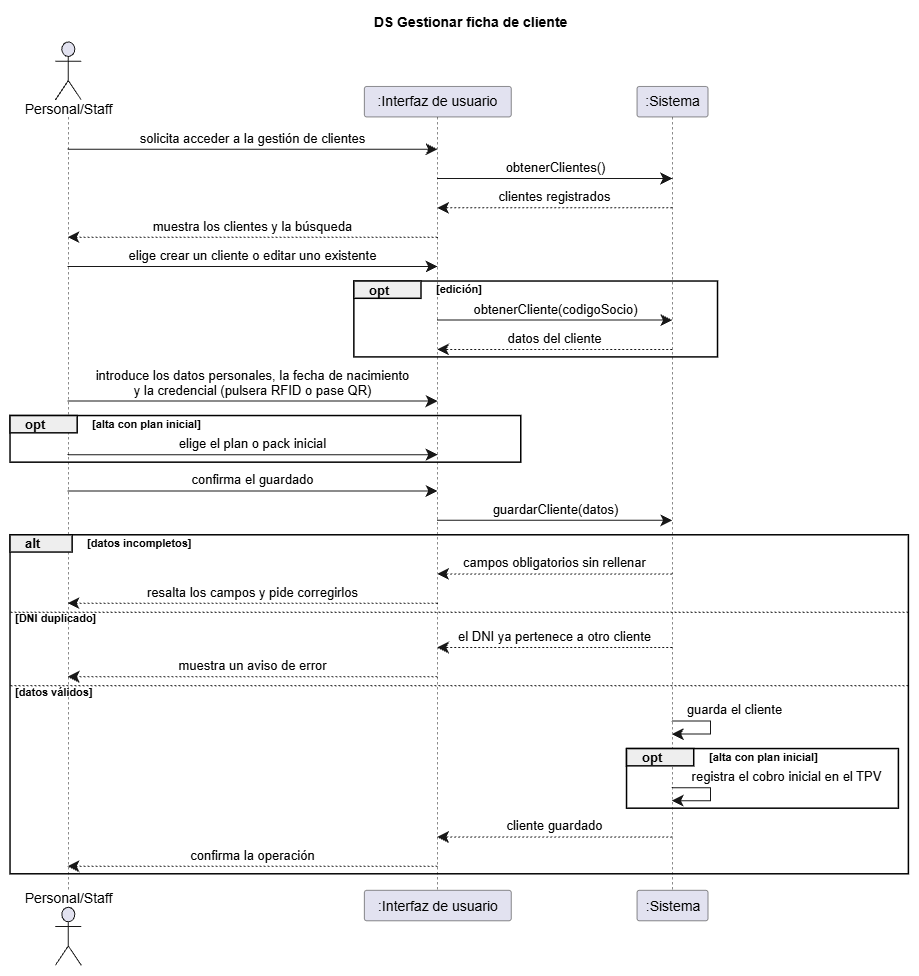 DS Gestionar ficha de cliente
Personal/Staff
:Interfaz de usuario
:Sistema
solicita acceder a la gestión de clientes
obtenerClientes()
clientes registrados
muestra los clientes y la búsqueda
elige crear un cliente o editar uno existente
opt
[edición]
obtenerCliente(codigoSocio)
datos del cliente
introduce los datos personales, la fecha de nacimiento
y la credencial (pulsera RFID o pase QR)
opt
[alta con plan inicial]
elige el plan o pack inicial
confirma el guardado
guardarCliente(datos)
alt
[datos incompletos]
campos obligatorios sin rellenar
resalta los campos y pide corregirlos
[DNI duplicado]
el DNI ya pertenece a otro cliente
muestra un aviso de error
[datos válidos]
guarda el cliente
opt
[alta con plan inicial]
registra el cobro inicial en el TPV
cliente guardado
confirma la operación
Personal/Staff
:Interfaz de usuario
:Sistema